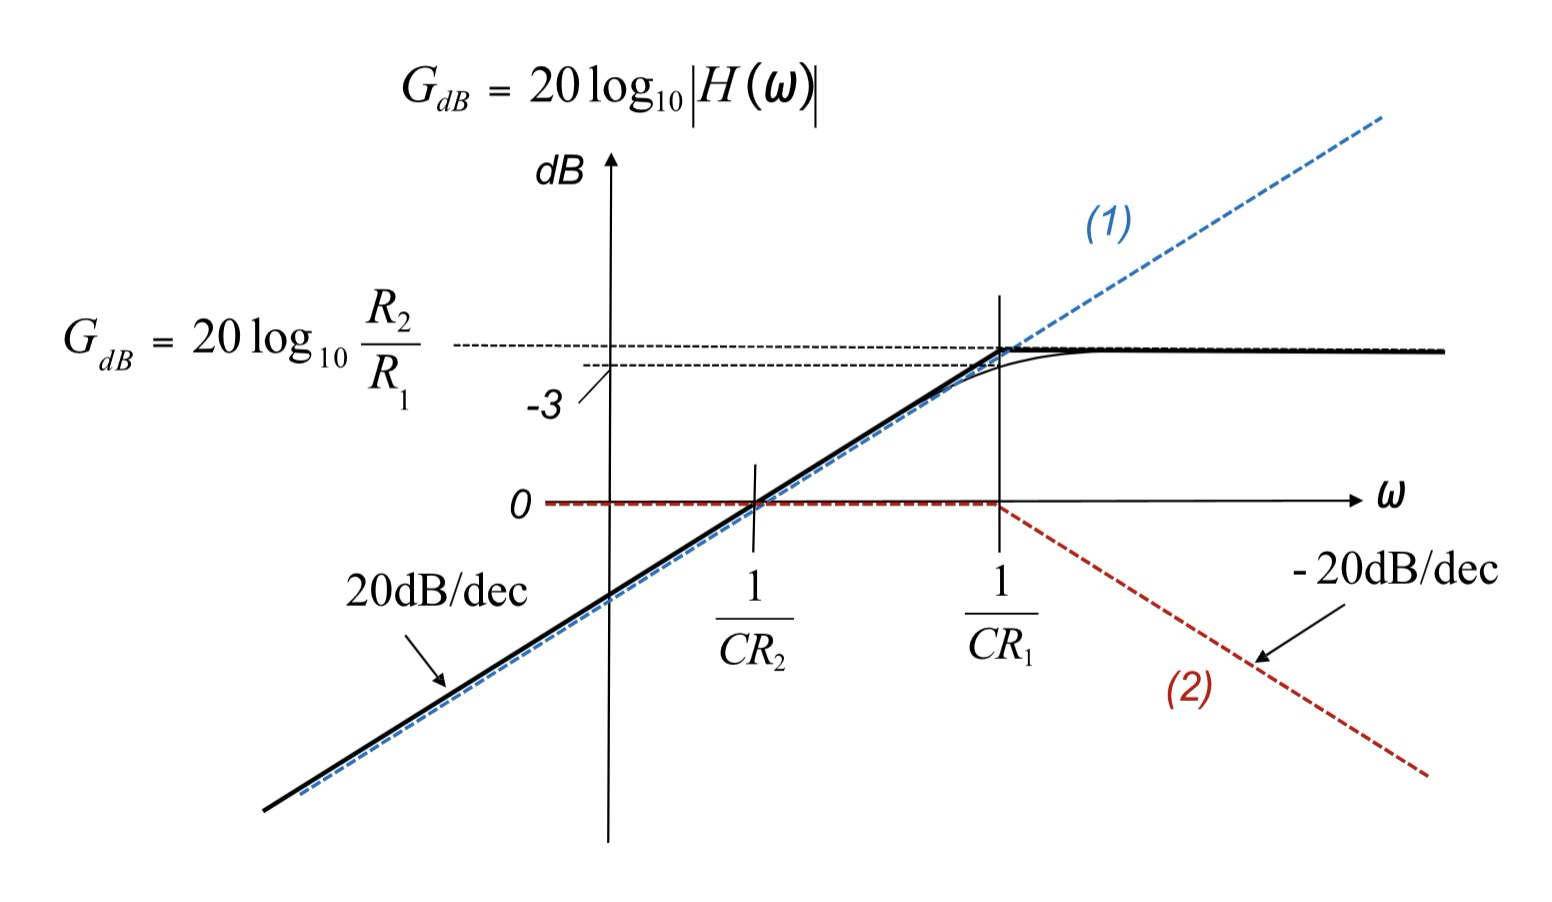 G_dB = 20 log₁₀ |H(ω)|
dB
(1)
G_dB = 20 log₁₀ R₂/R₁
-3
0
ω
20dB/dec
1/CR₂
1/CR₁
- 20dB/dec
(2)